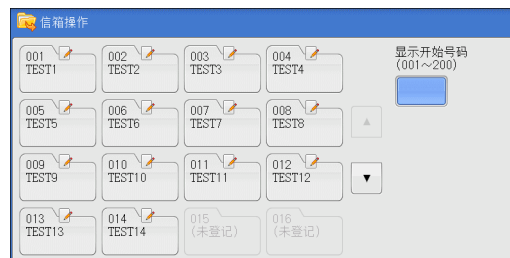 信箱操作
001
TEST1
002
TEST2
003
TEST3
004
TEST4
显示开始号码
(001～200)
005
TEST5
006
TEST6
007
TEST7
008
TEST8
009
TEST9
010
TEST10
011
TEST11
012
TEST12
013
TEST13
014
TEST14
015
(未登记)
016
(未登记)